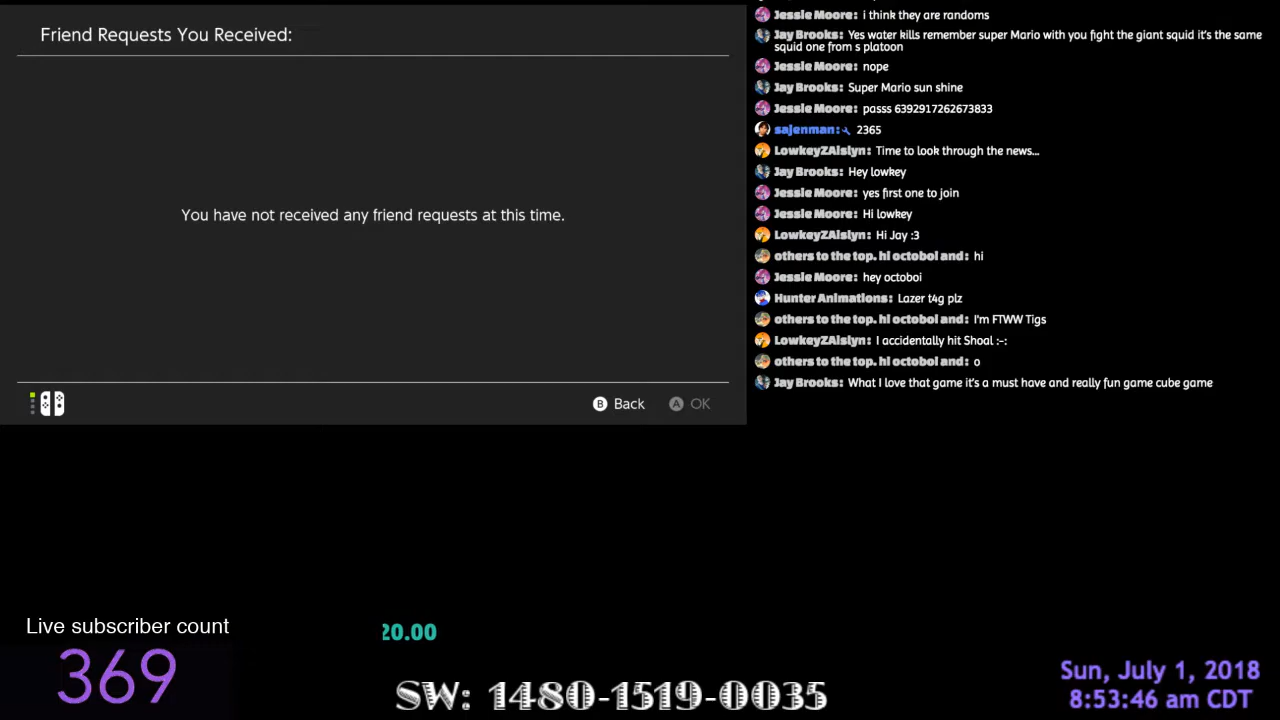 Friend Requests You Received:
You have not received any friend requests at this time.
B Back A OK
Jessie Moore: i think they are randoms
Jay Brooks: Yes water kills remember super Mario with you fight the giant squid it's the same
squid one from s platoon
Jessie Moore: nope
Jay Brooks: Super Mario sun shine
Jessie Moore: passs 6392917262673833
sajenman: 2365
LowkeyZAislyn: Time to look through the news...
Jay Brooks: Hey lowkey
Jessie Moore: yes first one to join
Jessie Moore: Hi lowkey
LowkeyZAislyn: Hi Jay :3
others to the top. hi octoboi and: hi
Jessie Moore: hey octoboi
Hunter Animations: Lazer t4g plz
others to the top. hi octoboi and: I'm FTWW Tigs
LowkeyZAislyn: I accidentally hit Shoal :-:
others to the top. hi octoboi and: o
Jay Brooks: What I love that game it's a must have and really fun game cube game
Live subscriber count
369
20.00
SW: 1480-1519-0035
Sun, July 1, 2018
8:53:46 am CDT